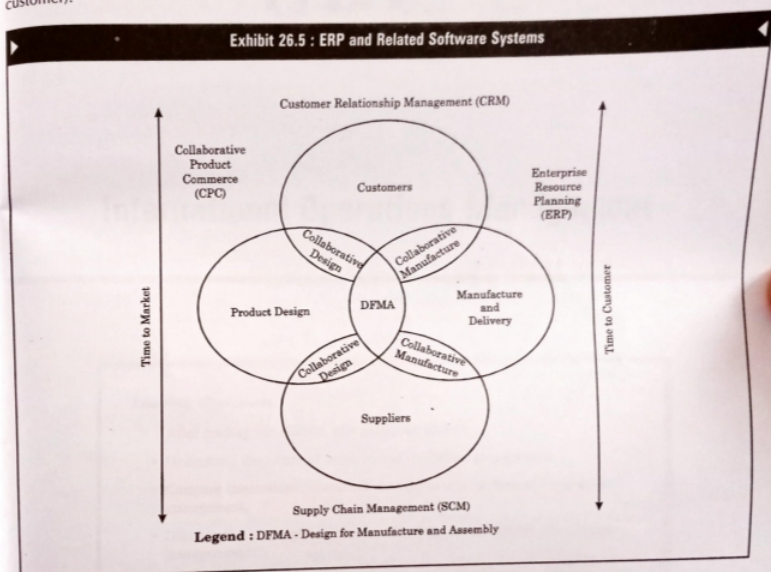 customer).
Exhibit 26.5 : ERP and Related Software Systems
Customer Relationship Management (CRM)
Collaborative
Product
Commerce
(CPC)
Enterprise
Resource
Planning
(ERP)
Customers
Collaborative
Design
Collaborative
Manufacture
Time to Market
Product Design
DFMA
Manufacture
and
Delivery
Time to Customer
Collaborative
Design
Collaborative
Manufacture
Suppliers
Supply Chain Management (SCM)
Legend : DFMA - Design for Manufacture and Assembly